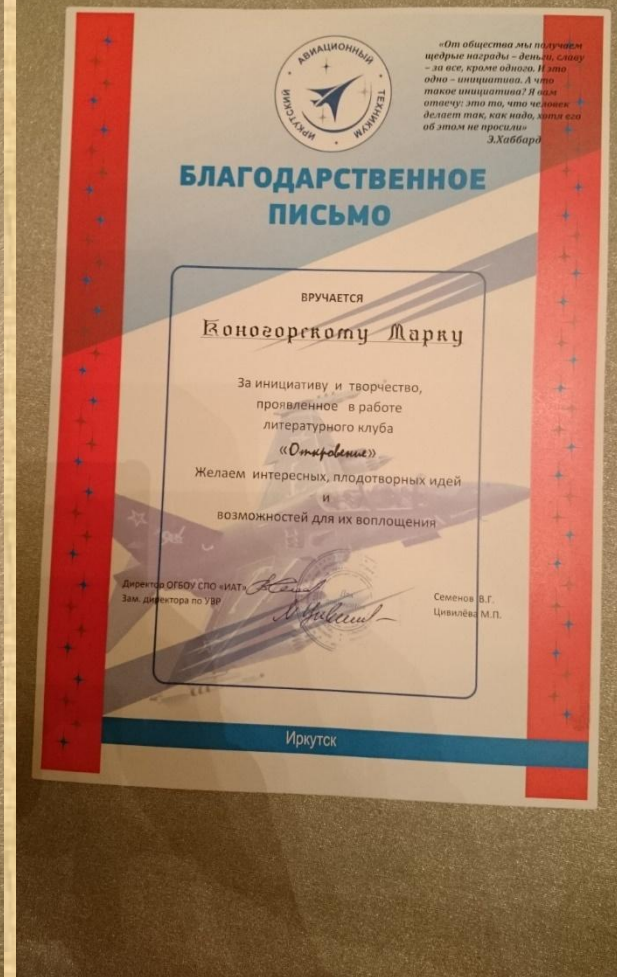 ИРКУТСКИЙ АВИАЦИОННЫЙ ТЕХНИКУМ
«От общества мы получаем
щедрые награды – деньги, славу
– за все, кроме одного. И это
одно – инициатива. А что
такое инициатива? Я вам
отвечу: это то, что человек
делает так, как надо, хотя его
об этом не просили»
Э.Хаббард
БЛАГОДАРСТВЕННОЕ
ПИСЬМО
ВРУЧАЕТСЯ
Коногорскому Марку
За инициативу и творчество,
проявленное в работе
литературного клуба
«Откровение»
Желаем интересных, плодотворных идей
и
возможностей для их воплощения
Директор ОГБОУ СПО «ИАТ» Семенов В.Г.
Зам. директора по УВР Цивилёва М.П.
Иркутск